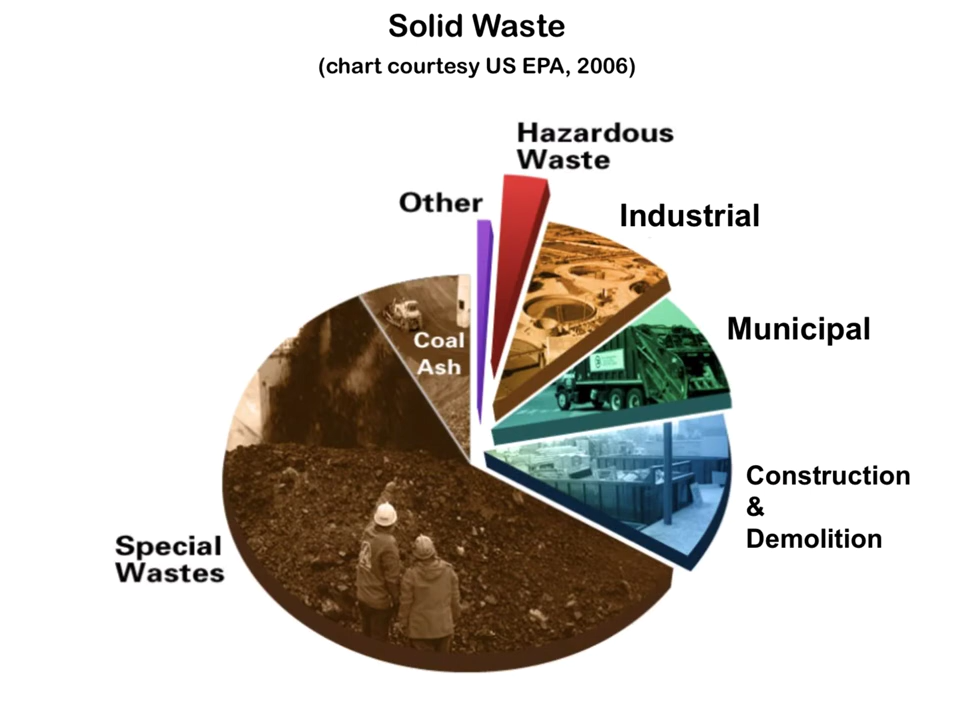 Solid Waste
(chart courtesy US EPA, 2006)
Hazardous
Waste
Other
Industrial
Municipal
Coal
Ash
Construction
&
Demolition
Special
Wastes